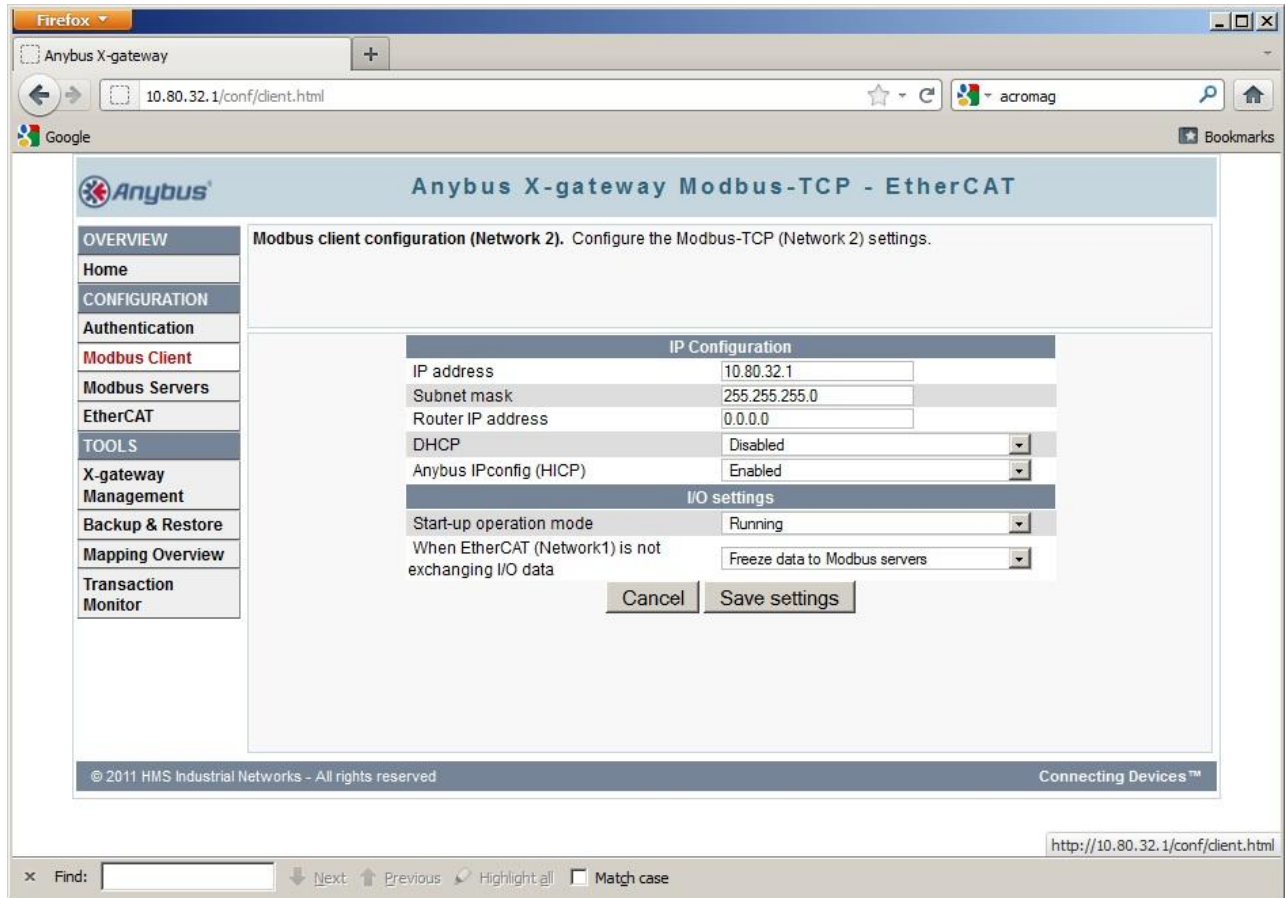 Firefox
Anybus X-gateway
10.80.32.1/conf/client.html
acromag
Google
Bookmarks
Anybus®
Anybus X-gateway Modbus-TCP - EtherCAT
OVERVIEW
Home
CONFIGURATION
Authentication
Modbus Client
Modbus Servers
EtherCAT
TOOLS
X-gateway
Management
Backup & Restore
Mapping Overview
Transaction
Monitor
Modbus client configuration (Network 2). Configure the Modbus-TCP (Network 2) settings.
IP Configuration
IP address 10.80.32.1
Subnet mask 255.255.255.0
Router IP address 0.0.0.0
DHCP Disabled
Anybus IPconfig (HICP) Enabled
I/O settings
Start-up operation mode Running
When EtherCAT (Network1) is not
exchanging I/O data Freeze data to Modbus servers
Cancel Save settings
© 2011 HMS Industrial Networks - All rights reserved Connecting Devices™
http://10.80.32.1/conf/client.html
× Find: Next Previous Highlight all Match case